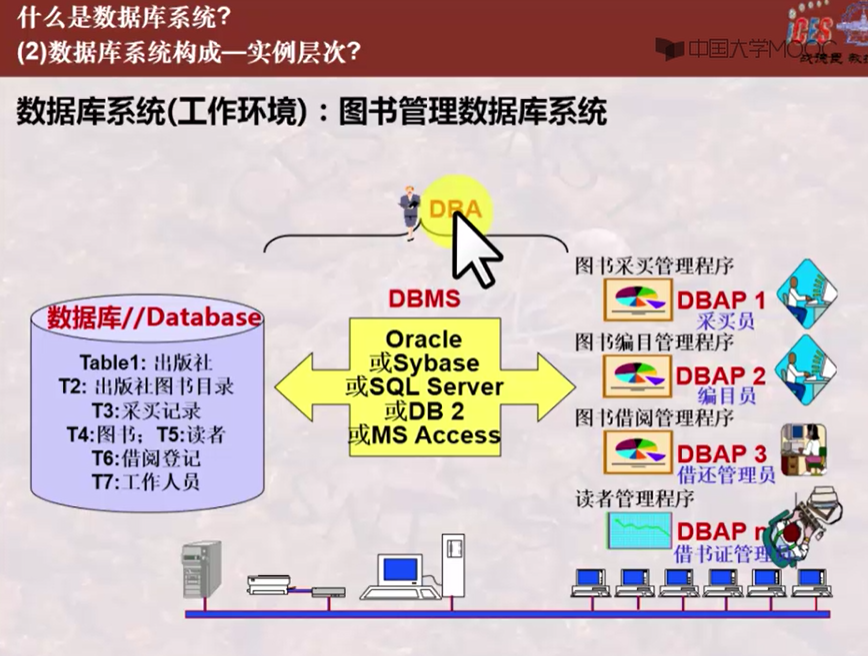 什么是数据库系统?
(2)数据库系统构成—实例层次?
iCES
中国大学MOOC
数据库系统(工作环境)：图书管理数据库系统
DBA
数据库//Database
Table1: 出版社
T2: 出版社图书目录
T3:采买记录
T4:图书; T5:读者
T6:借阅登记
T7:工作人员
DBMS
Oracle
或Sybase
或SQL Server
或DB 2
或MS Access
图书采买管理程序
DBAP 1
采买员
图书编目管理程序
DBAP 2
编目员
图书借阅管理程序
DBAP 3
借还管理员
读者管理程序
DBAP n
借书证管理员